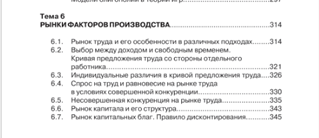 Тема 6
РЫНКИ ФАКТОРОВ ПРОИЗВОДСТВА.......................................314
6.1. Рынок труда и его особенности в различных подходах.......314
6.2. Выбор между доходом и свободным временем.
Кривая предложения труда со стороны отдельного
работника...............................................................321
6.3. Индивидуальные различия в кривой предложения труда....326
6.4. Спрос на труд и равновесие на рынке труда
в условиях совершенной конкуренции.........................330
6.5. Несовершенная конкуренция на рынке труда..................335
6.6. Рынок капитала и его структура..................................343
6.7. Рынок капитальных благ. Правило дисконтирования.........345